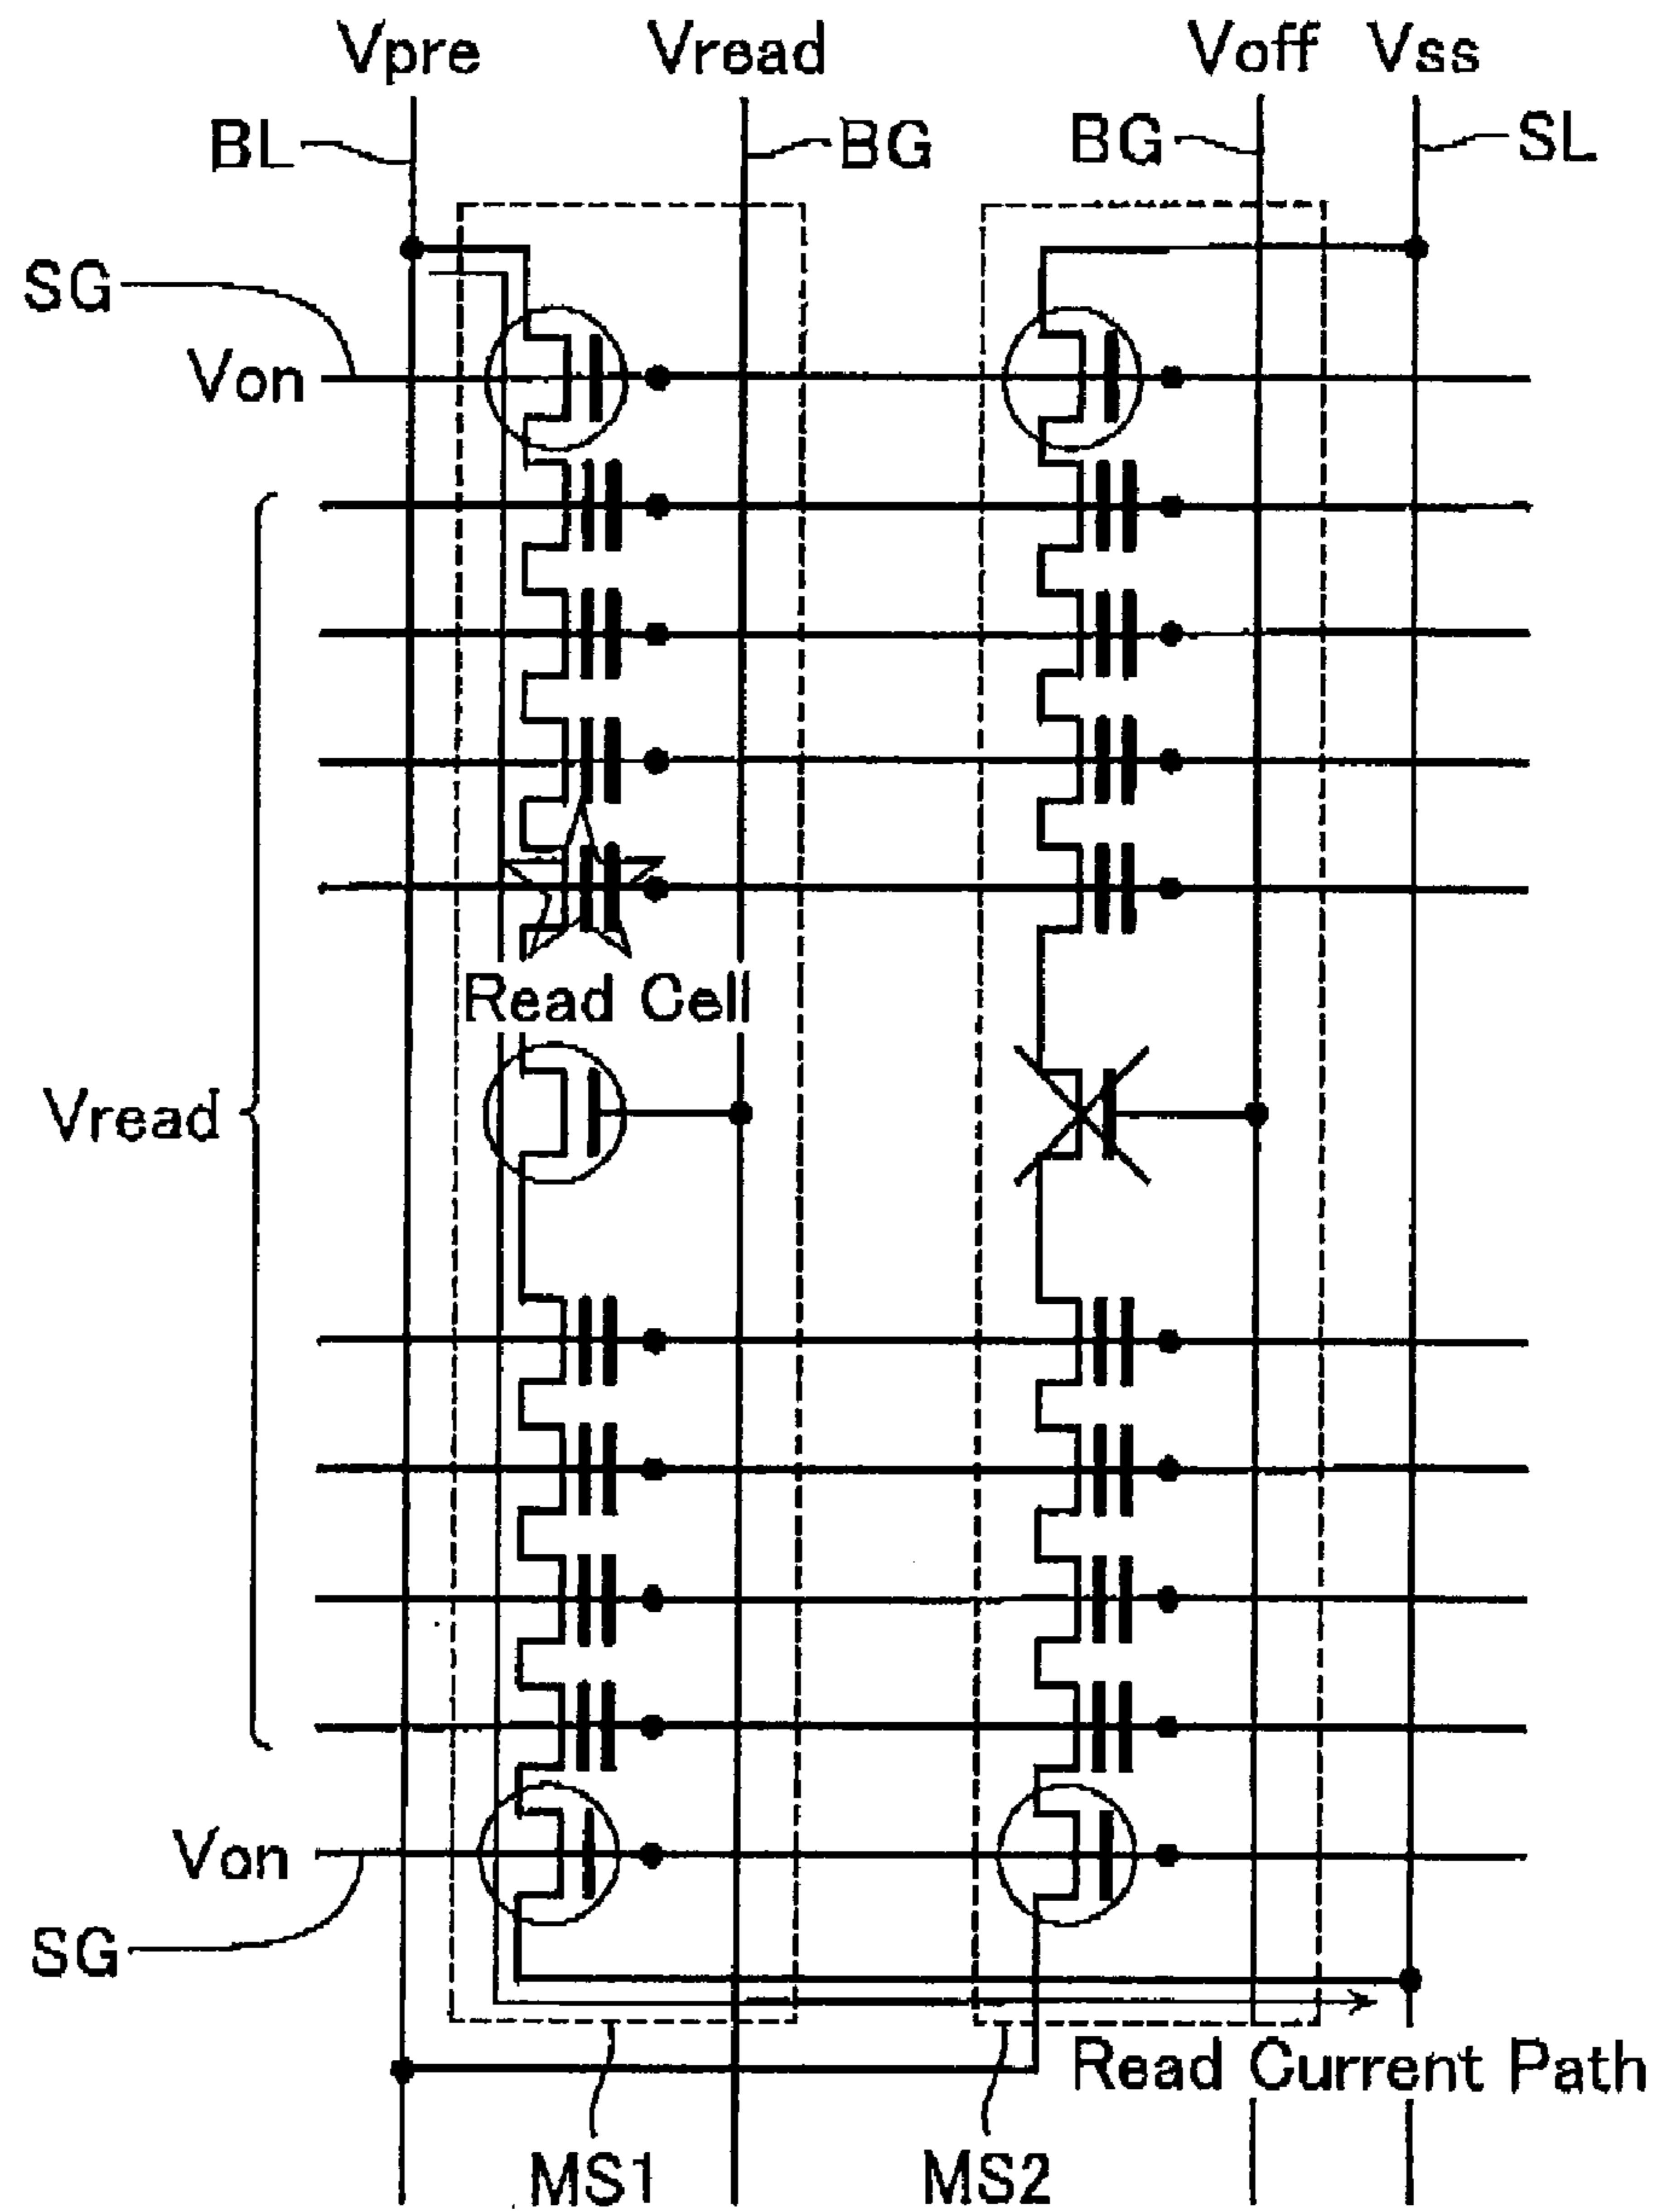 Vpre Vread Voff Vss
BL BG BG SL
SG
Von
Read Cell
Vread
Von
SG
Read Current Path
MS1 MS2